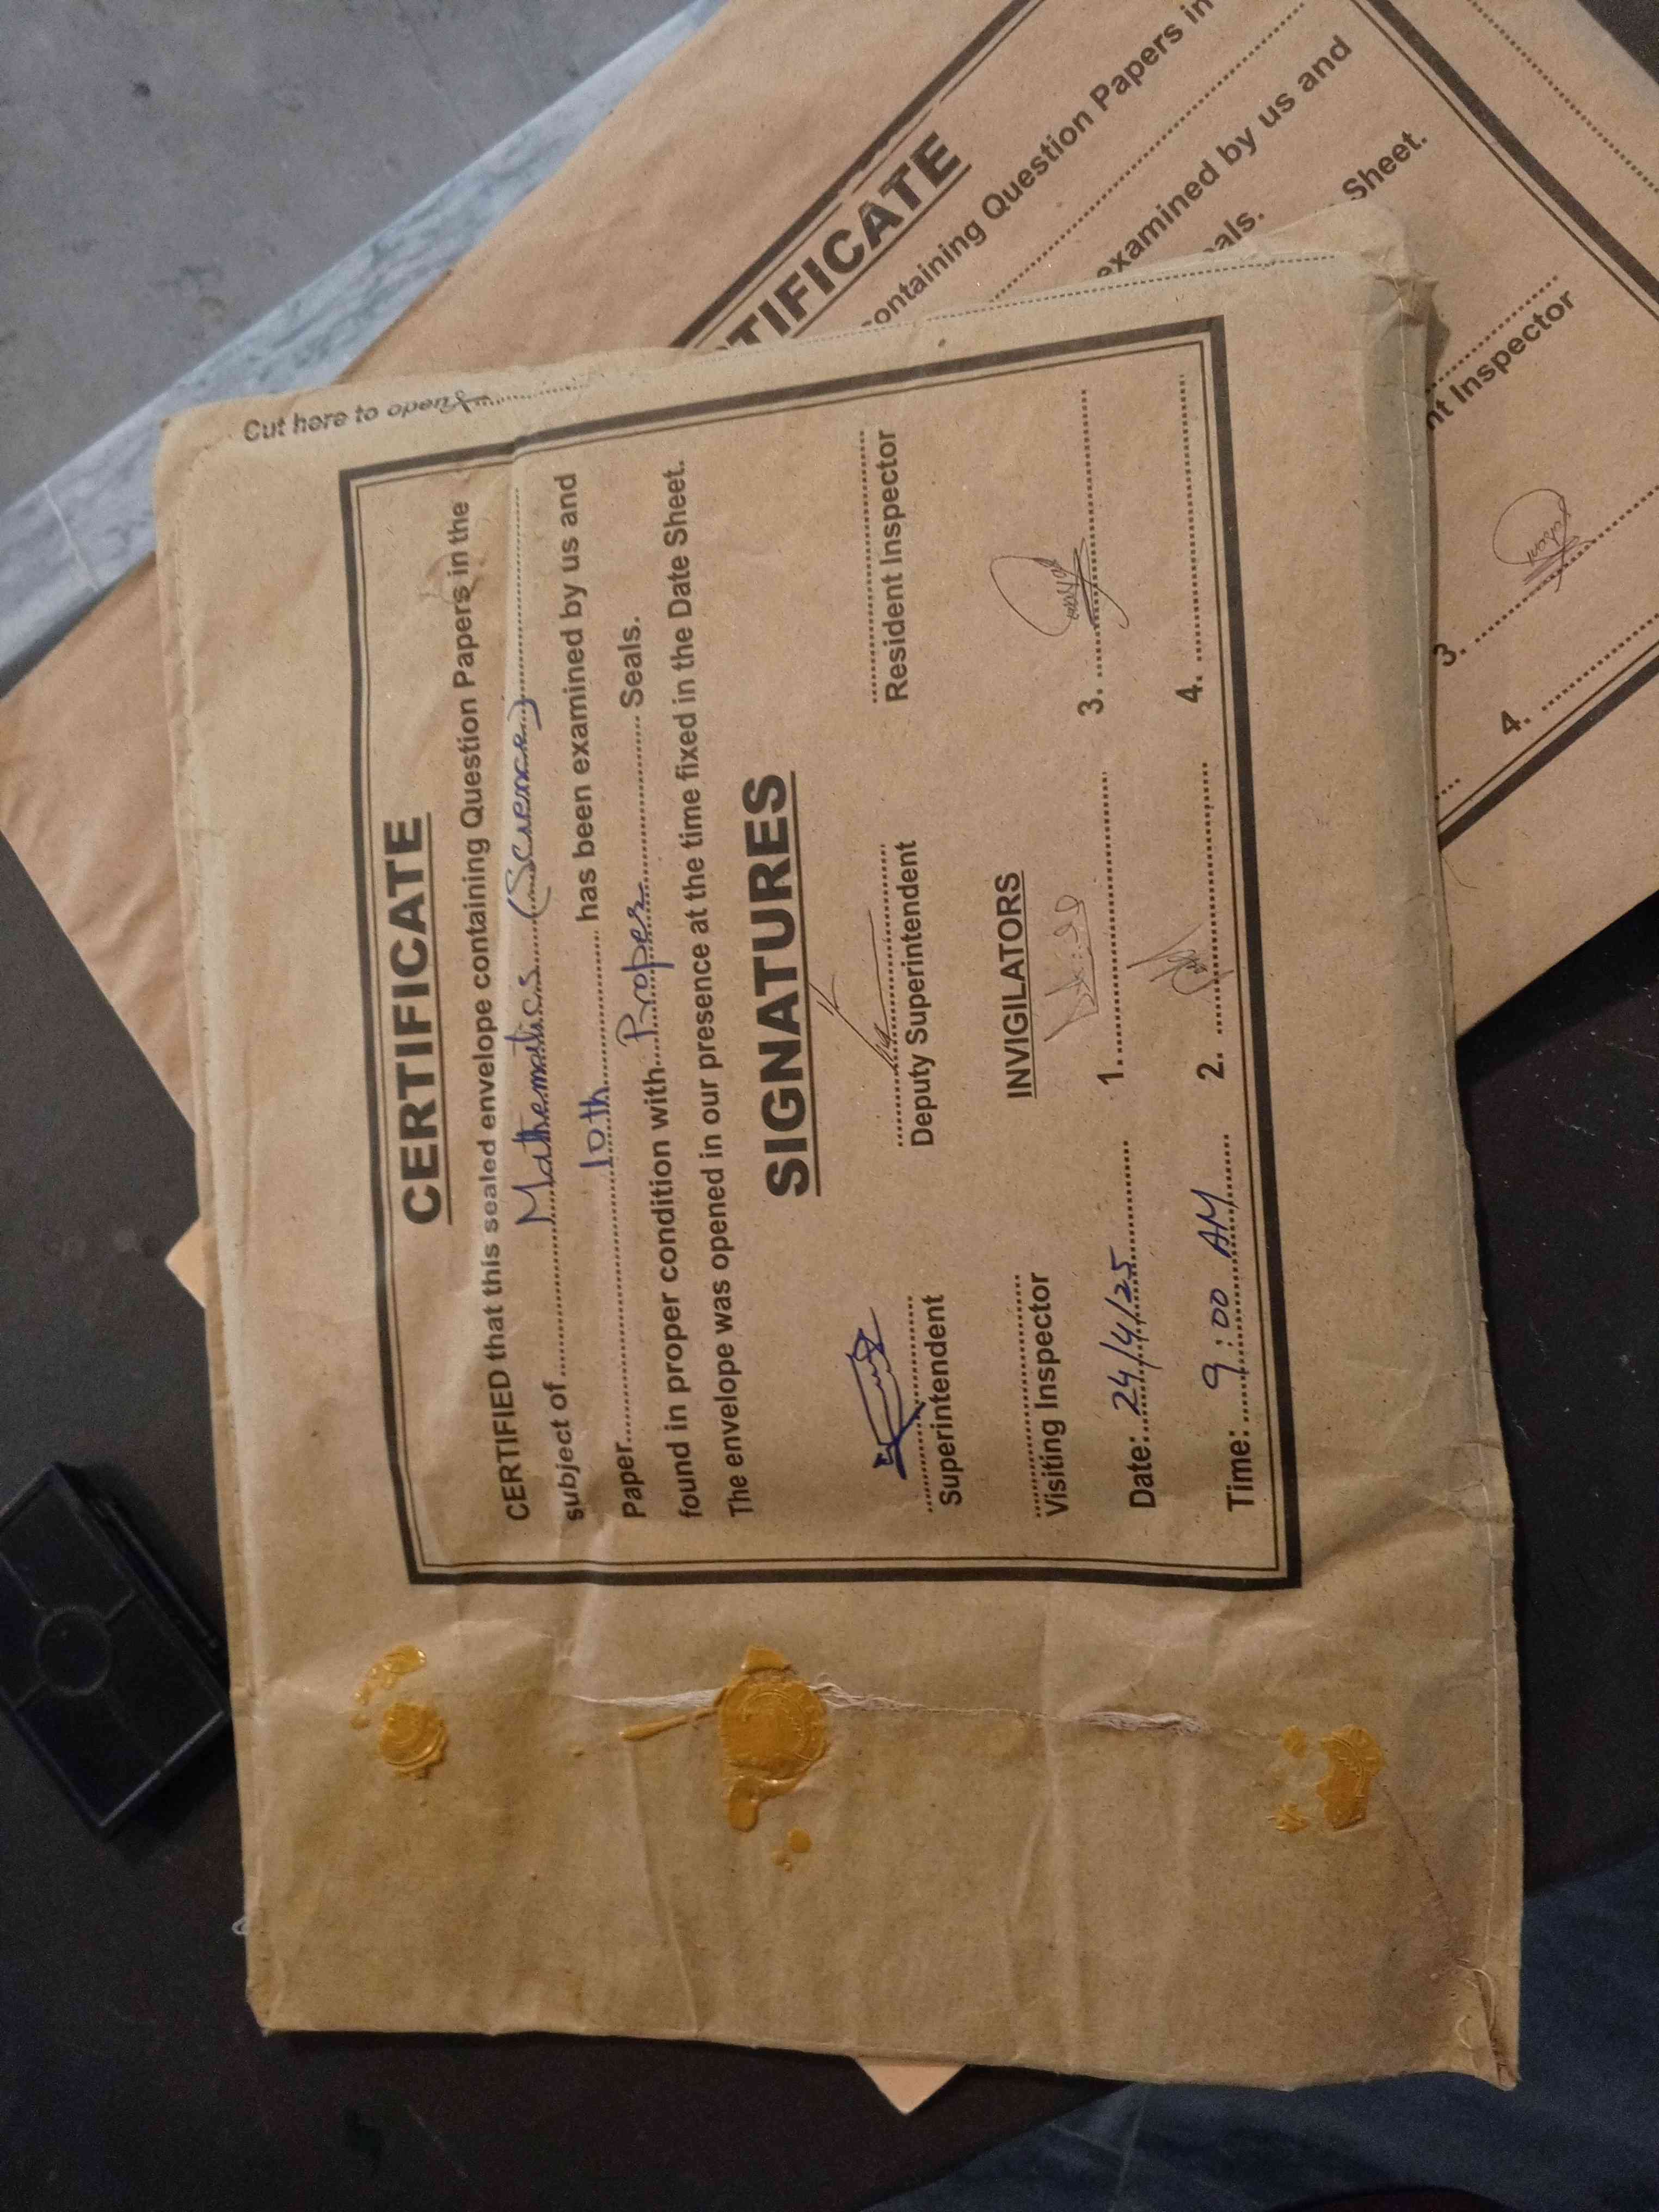 Cut here to open
CERTIFICATE
CERTIFIED that this sealed envelope containing Question Papers in the
subject of Mathematics (Science)
Paper 10th has been examined by us and
found in proper condition with Proper Seals.
The envelope was opened in our presence at the time fixed in the Date Sheet.
SIGNATURES
Superintendent
Deputy Superintendent
Resident Inspector
Visiting Inspector
INVIGILATORS
Date: 24/4/25
1.
3.
Time: 9:00 AM
2.
4.
TIFICATE
containing Question Papers in
examined by us and
Sheet.
nt Inspector
3.
4.